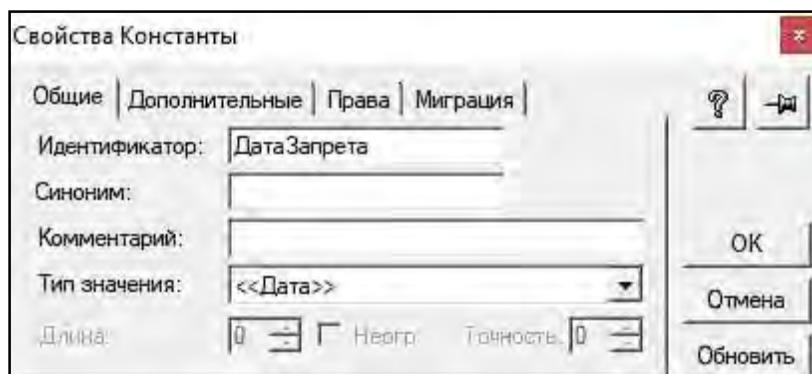 Свойства Константы
Общие Дополнительные Права Миграция
Идентификатор: ДатаЗапрета
Синоним:
Комментарий:
Тип значения: <<Дата>>
Длина: 0 Неогр Точность: 0
?
OK
Отмена
Обновить